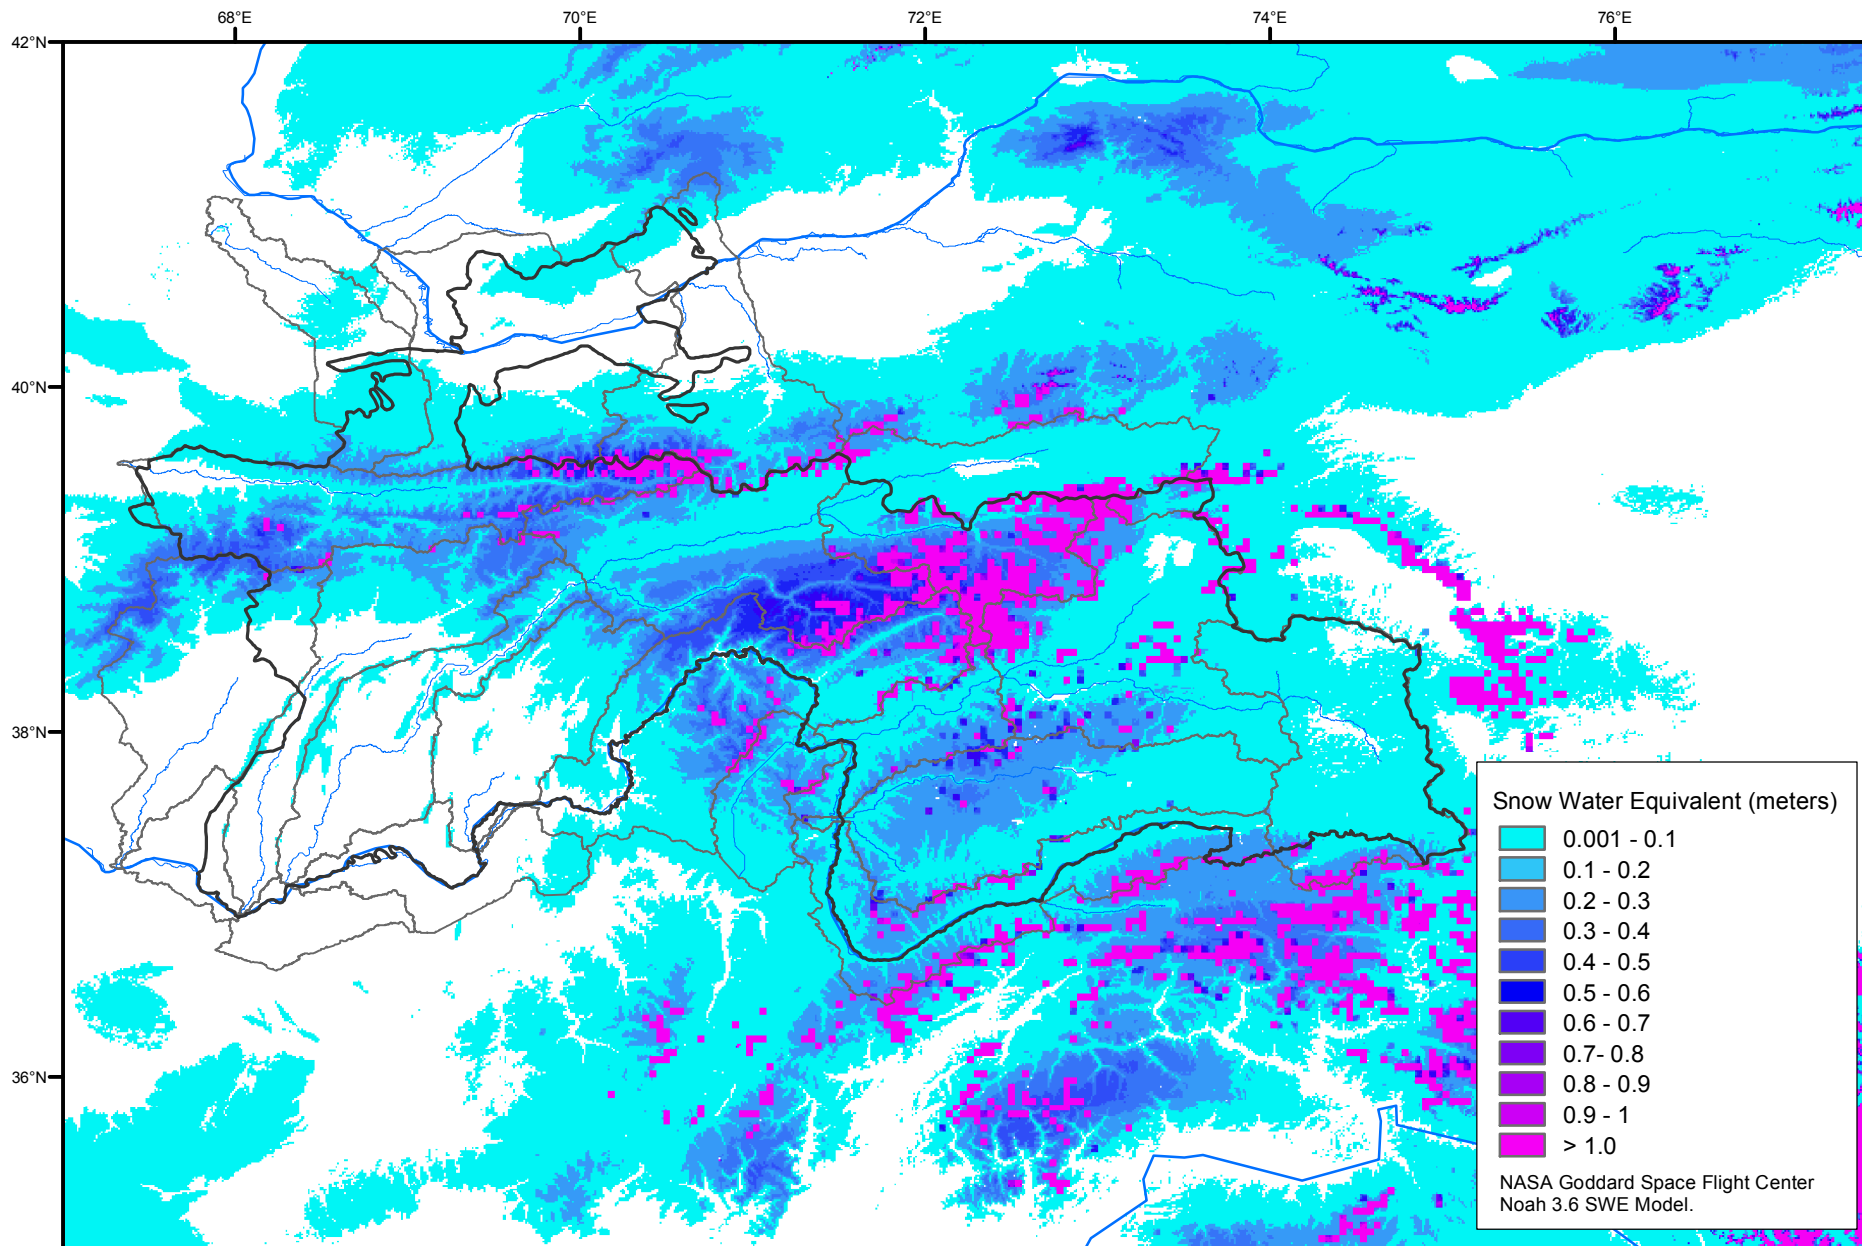 68°E
70°E
72°E
74°E
76°E
42°N
40°N
38°N
36°N
Snow Water Equivalent (meters)
0.001 - 0.1
0.1 - 0.2
0.2 - 0.3
0.3 - 0.4
0.4 - 0.5
0.5 - 0.6
0.6 - 0.7
0.7- 0.8
0.8 - 0.9
0.9 - 1
> 1.0
NASA Goddard Space Flight Center
Noah 3.6 SWE Model.